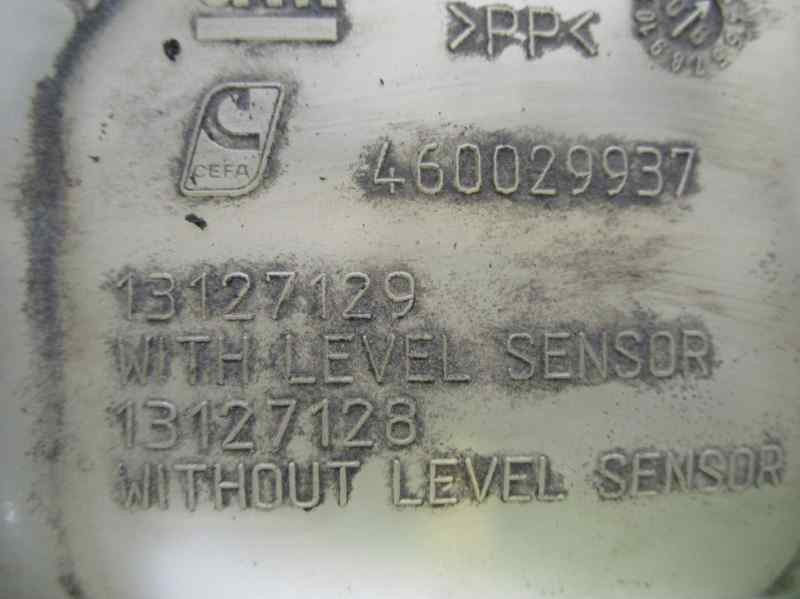 >PP<
CEFA
460029937
13127129
WITH LEVEL SENSOR
13127128
WITHOUT LEVEL SENSOR